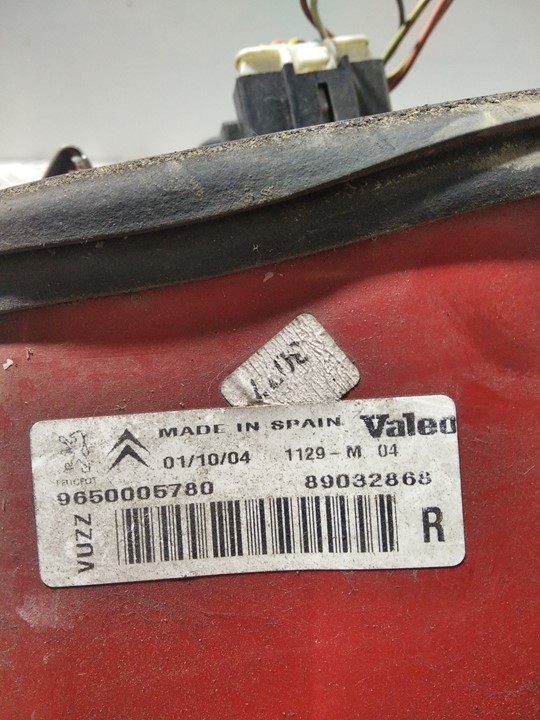 MADE IN SPAIN Valeo
PEUGEOT 01/10/04 1129-M 04
9650005780 89032868
VUZZ R